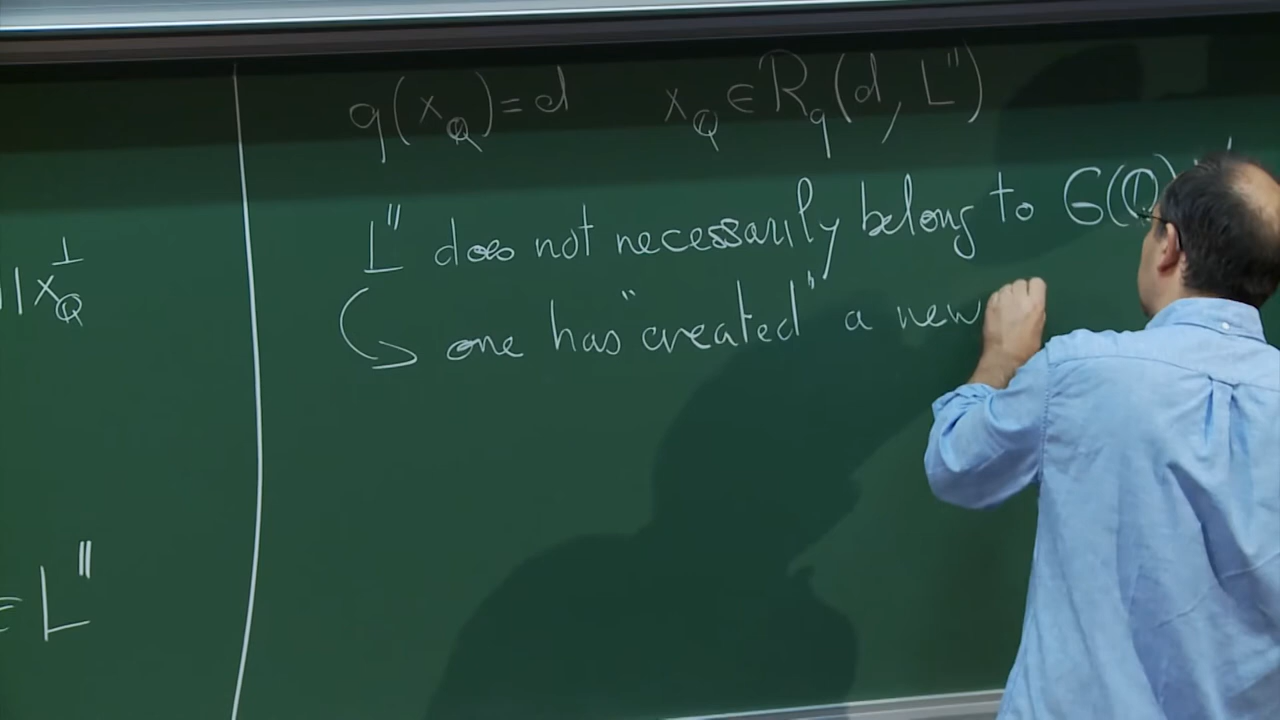 || x_Q^⊥
∈ L"
q(x_Q) = d x_Q ∈ R_q(d, L")
L" does not necessarily belong to G(Q)
↪ one has "created" a new